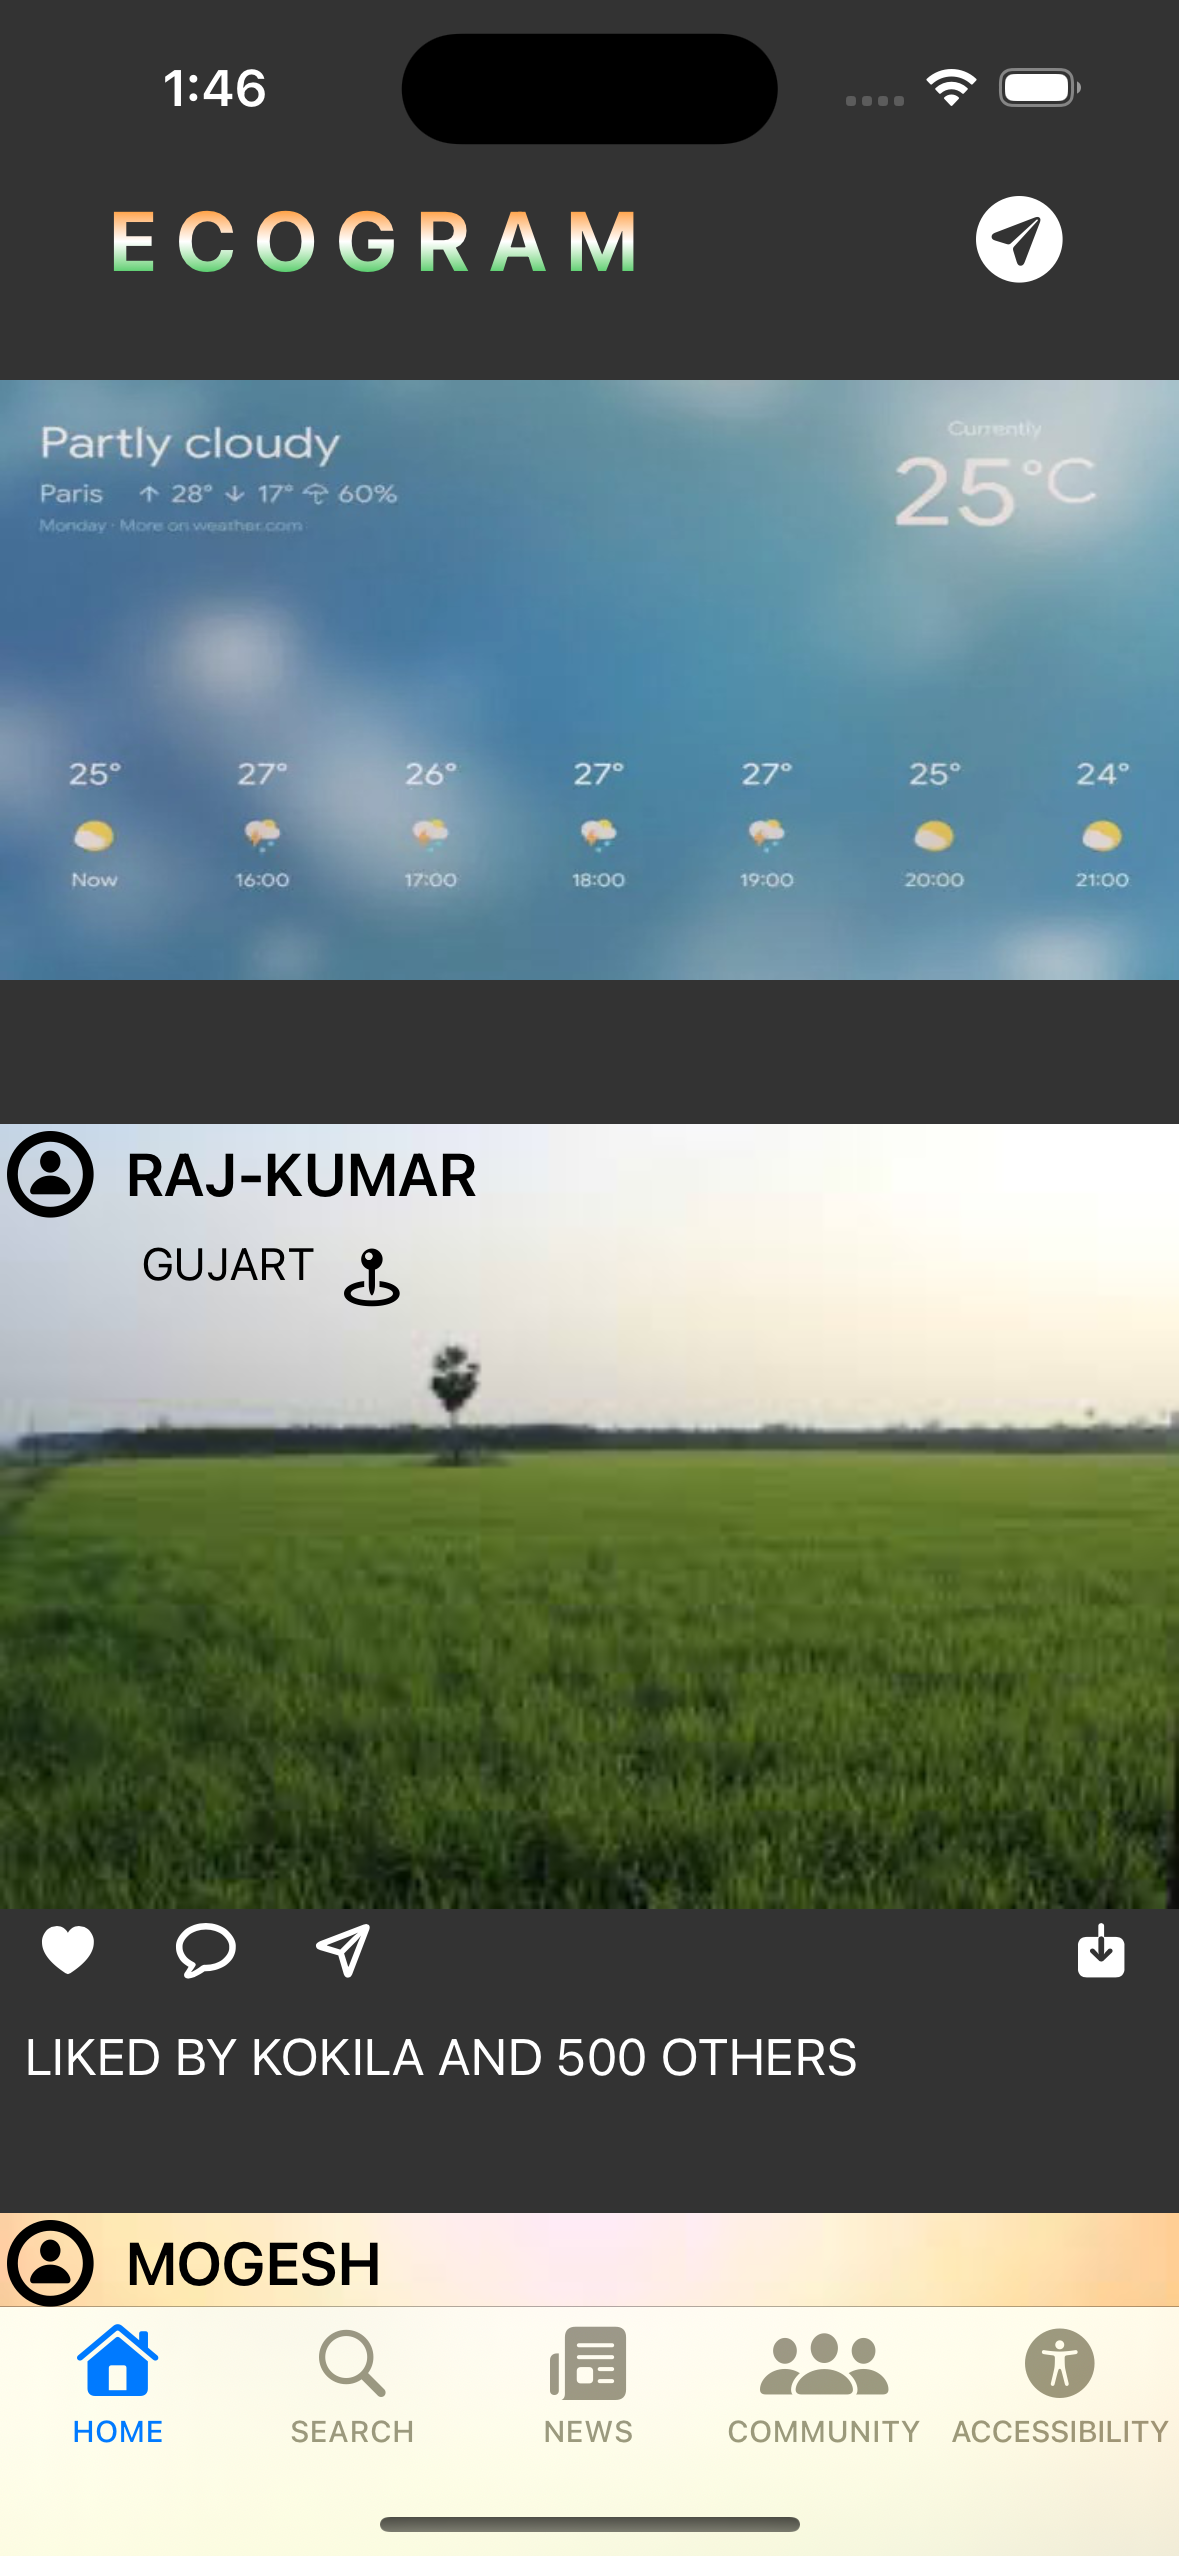 1:46
ECOGRAM
Partly cloudy
Currently
25°C
Paris ↑ 28° ↓ 17° 60%
Monday · More on weather.com
25° 27° 26° 27° 27° 25° 24°
Now 16:00 17:00 18:00 19:00 20:00 21:00
RAJ-KUMAR
GUJART
LIKED BY KOKILA AND 500 OTHERS
MOGESH
HOME SEARCH NEWS COMMUNITY ACCESSIBILITY